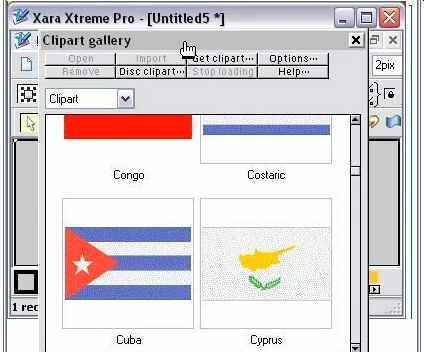 Xara Xtreme Pro - [Untitled5 *]
Clipart gallery
Open Import Get clipart... Options...
Remove Disc clipart... Stop loading Help...
2pix
Clipart
Congo Costaric
Cuba Cyprus
1 rec